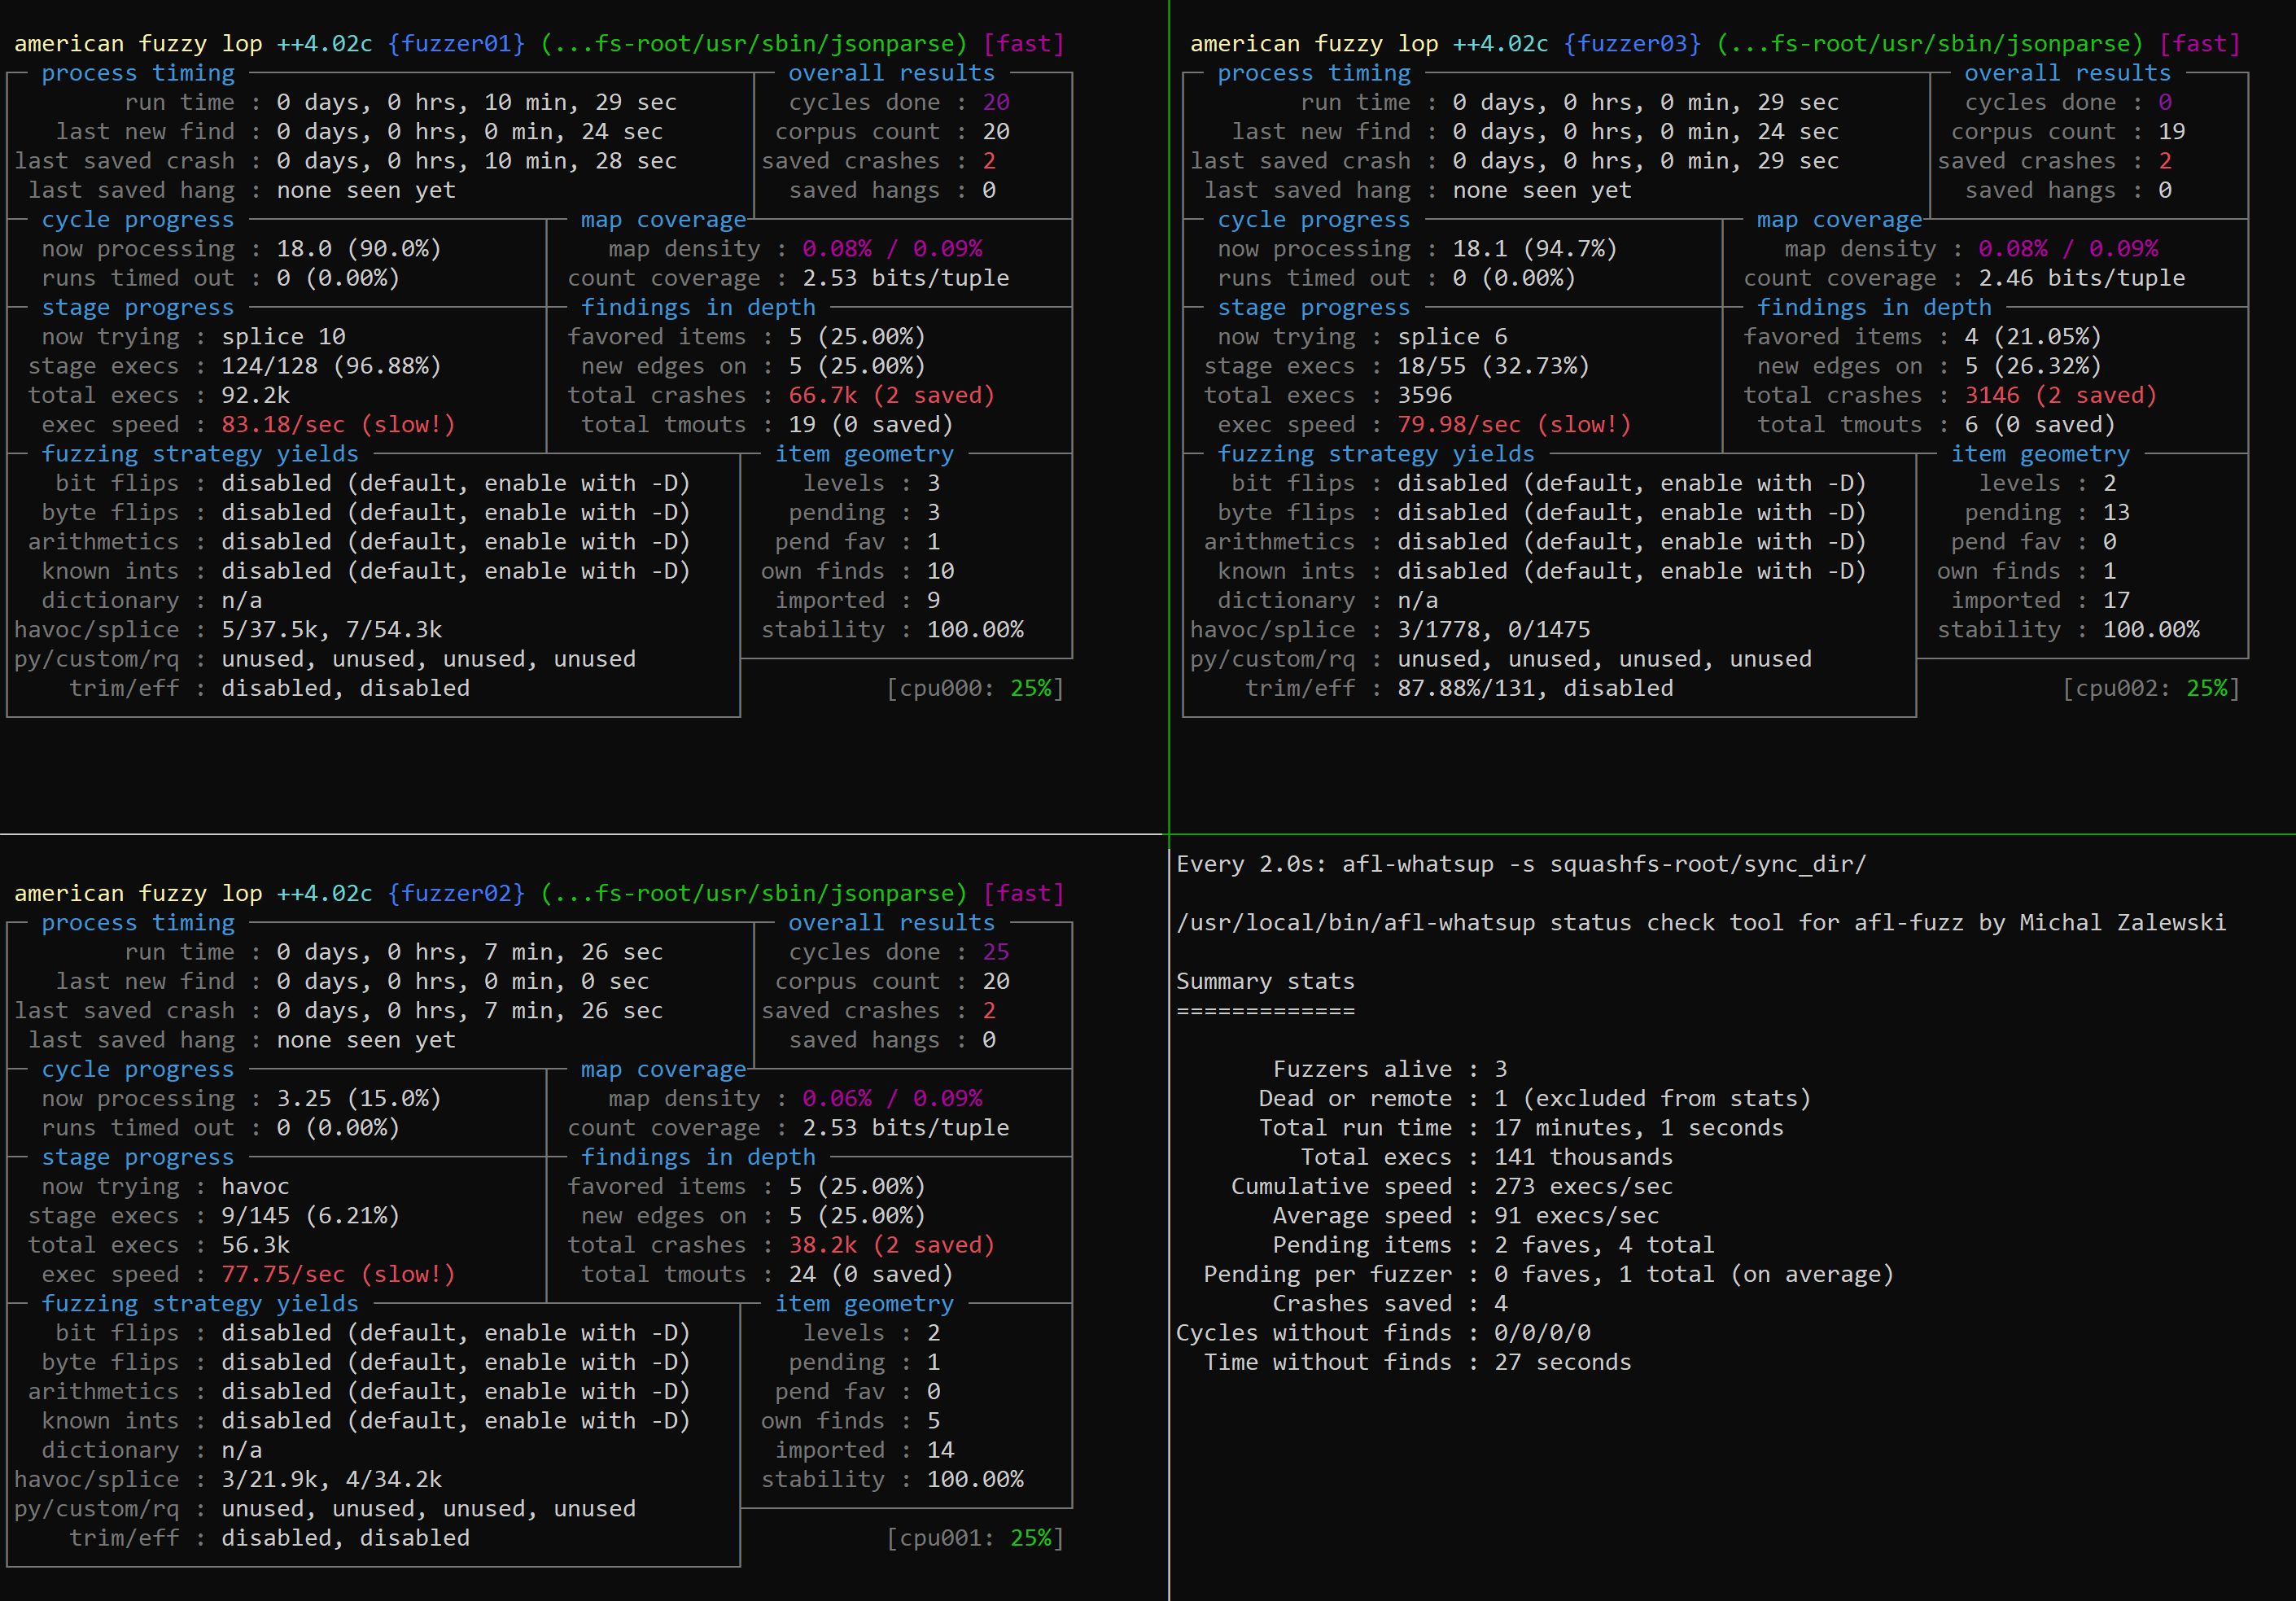 american fuzzy lop ++4.02c {fuzzer01} (...fs-root/usr/sbin/jsonparse) [fast]
process timing overall results
run time : 0 days, 0 hrs, 10 min, 29 sec cycles done : 20
last new find : 0 days, 0 hrs, 0 min, 24 sec corpus count : 20
last saved crash : 0 days, 0 hrs, 10 min, 28 sec saved crashes : 2
last saved hang : none seen yet saved hangs : 0
cycle progress map coverage
now processing : 18.0 (90.0%) map density : 0.08% / 0.09%
runs timed out : 0 (0.00%) count coverage : 2.53 bits/tuple
stage progress findings in depth
now trying : splice 10 favored items : 5 (25.00%)
stage execs : 124/128 (96.88%) new edges on : 5 (25.00%)
total execs : 92.2k total crashes : 66.7k (2 saved)
exec speed : 83.18/sec (slow!) total tmouts : 19 (0 saved)
fuzzing strategy yields item geometry
bit flips : disabled (default, enable with -D) levels : 3
byte flips : disabled (default, enable with -D) pending : 3
arithmetics : disabled (default, enable with -D) pend fav : 1
known ints : disabled (default, enable with -D) own finds : 10
dictionary : n/a imported : 9
havoc/splice : 5/37.5k, 7/54.3k stability : 100.00%
py/custom/rq : unused, unused, unused, unused
trim/eff : disabled, disabled [cpu000: 25%]
american fuzzy lop ++4.02c {fuzzer03} (...fs-root/usr/sbin/jsonparse) [fast]
process timing overall results
run time : 0 days, 0 hrs, 0 min, 29 sec cycles done : 0
last new find : 0 days, 0 hrs, 0 min, 24 sec corpus count : 19
last saved crash : 0 days, 0 hrs, 0 min, 29 sec saved crashes : 2
last saved hang : none seen yet saved hangs : 0
cycle progress map coverage
now processing : 18.1 (94.7%) map density : 0.08% / 0.09%
runs timed out : 0 (0.00%) count coverage : 2.46 bits/tuple
stage progress findings in depth
now trying : splice 6 favored items : 4 (21.05%)
stage execs : 18/55 (32.73%) new edges on : 5 (26.32%)
total execs : 3596 total crashes : 3146 (2 saved)
exec speed : 79.98/sec (slow!) total tmouts : 6 (0 saved)
fuzzing strategy yields item geometry
bit flips : disabled (default, enable with -D) levels : 2
byte flips : disabled (default, enable with -D) pending : 13
arithmetics : disabled (default, enable with -D) pend fav : 0
known ints : disabled (default, enable with -D) own finds : 1
dictionary : n/a imported : 17
havoc/splice : 3/1778, 0/1475 stability : 100.00%
py/custom/rq : unused, unused, unused, unused
trim/eff : 87.88%/131, disabled [cpu002: 25%]
american fuzzy lop ++4.02c {fuzzer02} (...fs-root/usr/sbin/jsonparse) [fast]
process timing overall results
run time : 0 days, 0 hrs, 7 min, 26 sec cycles done : 25
last new find : 0 days, 0 hrs, 0 min, 0 sec corpus count : 20
last saved crash : 0 days, 0 hrs, 7 min, 26 sec saved crashes : 2
last saved hang : none seen yet saved hangs : 0
cycle progress map coverage
now processing : 3.25 (15.0%) map density : 0.06% / 0.09%
runs timed out : 0 (0.00%) count coverage : 2.53 bits/tuple
stage progress findings in depth
now trying : havoc favored items : 5 (25.00%)
stage execs : 9/145 (6.21%) new edges on : 5 (25.00%)
total execs : 56.3k total crashes : 38.2k (2 saved)
exec speed : 77.75/sec (slow!) total tmouts : 24 (0 saved)
fuzzing strategy yields item geometry
bit flips : disabled (default, enable with -D) levels : 2
byte flips : disabled (default, enable with -D) pending : 1
arithmetics : disabled (default, enable with -D) pend fav : 0
known ints : disabled (default, enable with -D) own finds : 5
dictionary : n/a imported : 14
havoc/splice : 3/21.9k, 4/34.2k stability : 100.00%
py/custom/rq : unused, unused, unused, unused
trim/eff : disabled, disabled [cpu001: 25%]
Every 2.0s: afl-whatsup -s squashfs-root/sync_dir/
/usr/local/bin/afl-whatsup status check tool for afl-fuzz by Michal Zalewski
Summary stats
=============
Fuzzers alive : 3
Dead or remote : 1 (excluded from stats)
Total run time : 17 minutes, 1 seconds
Total execs : 141 thousands
Cumulative speed : 273 execs/sec
Average speed : 91 execs/sec
Pending items : 2 faves, 4 total
Pending per fuzzer : 0 faves, 1 total (on average)
Crashes saved : 4
Cycles without finds : 0/0/0/0
Time without finds : 27 seconds